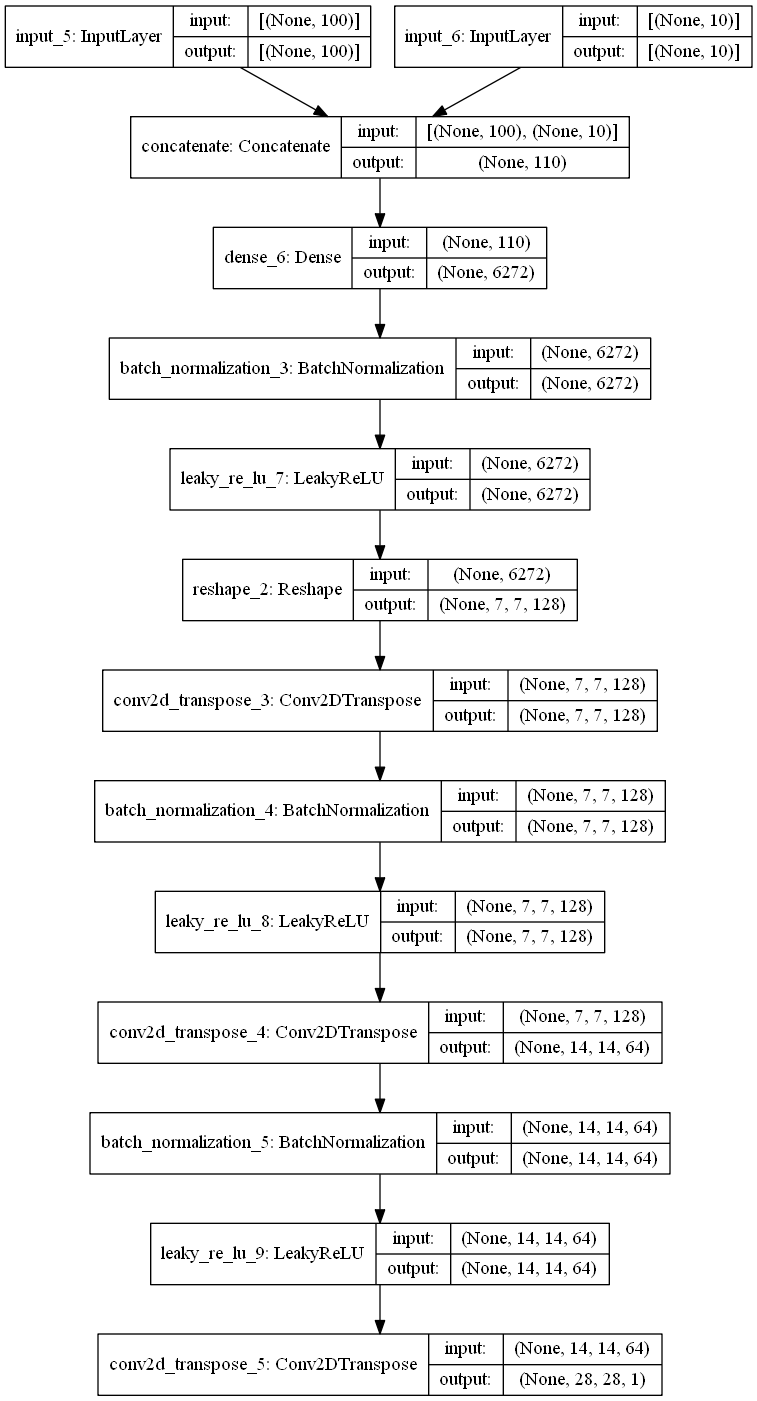 input_5: InputLayer input: [(None, 100)]
output: [(None, 100)]
input_6: InputLayer input: [(None, 10)]
output: [(None, 10)]
concatenate: Concatenate input: [(None, 100), (None, 10)]
output: (None, 110)
dense_6: Dense input: (None, 110)
output: (None, 6272)
batch_normalization_3: BatchNormalization input: (None, 6272)
output: (None, 6272)
leaky_re_lu_7: LeakyReLU input: (None, 6272)
output: (None, 6272)
reshape_2: Reshape input: (None, 6272)
output: (None, 7, 7, 128)
conv2d_transpose_3: Conv2DTranspose input: (None, 7, 7, 128)
output: (None, 7, 7, 128)
batch_normalization_4: BatchNormalization input: (None, 7, 7, 128)
output: (None, 7, 7, 128)
leaky_re_lu_8: LeakyReLU input: (None, 7, 7, 128)
output: (None, 7, 7, 128)
conv2d_transpose_4: Conv2DTranspose input: (None, 7, 7, 128)
output: (None, 14, 14, 64)
batch_normalization_5: BatchNormalization input: (None, 14, 14, 64)
output: (None, 14, 14, 64)
leaky_re_lu_9: LeakyReLU input: (None, 14, 14, 64)
output: (None, 14, 14, 64)
conv2d_transpose_5: Conv2DTranspose input: (None, 14, 14, 64)
output: (None, 28, 28, 1)